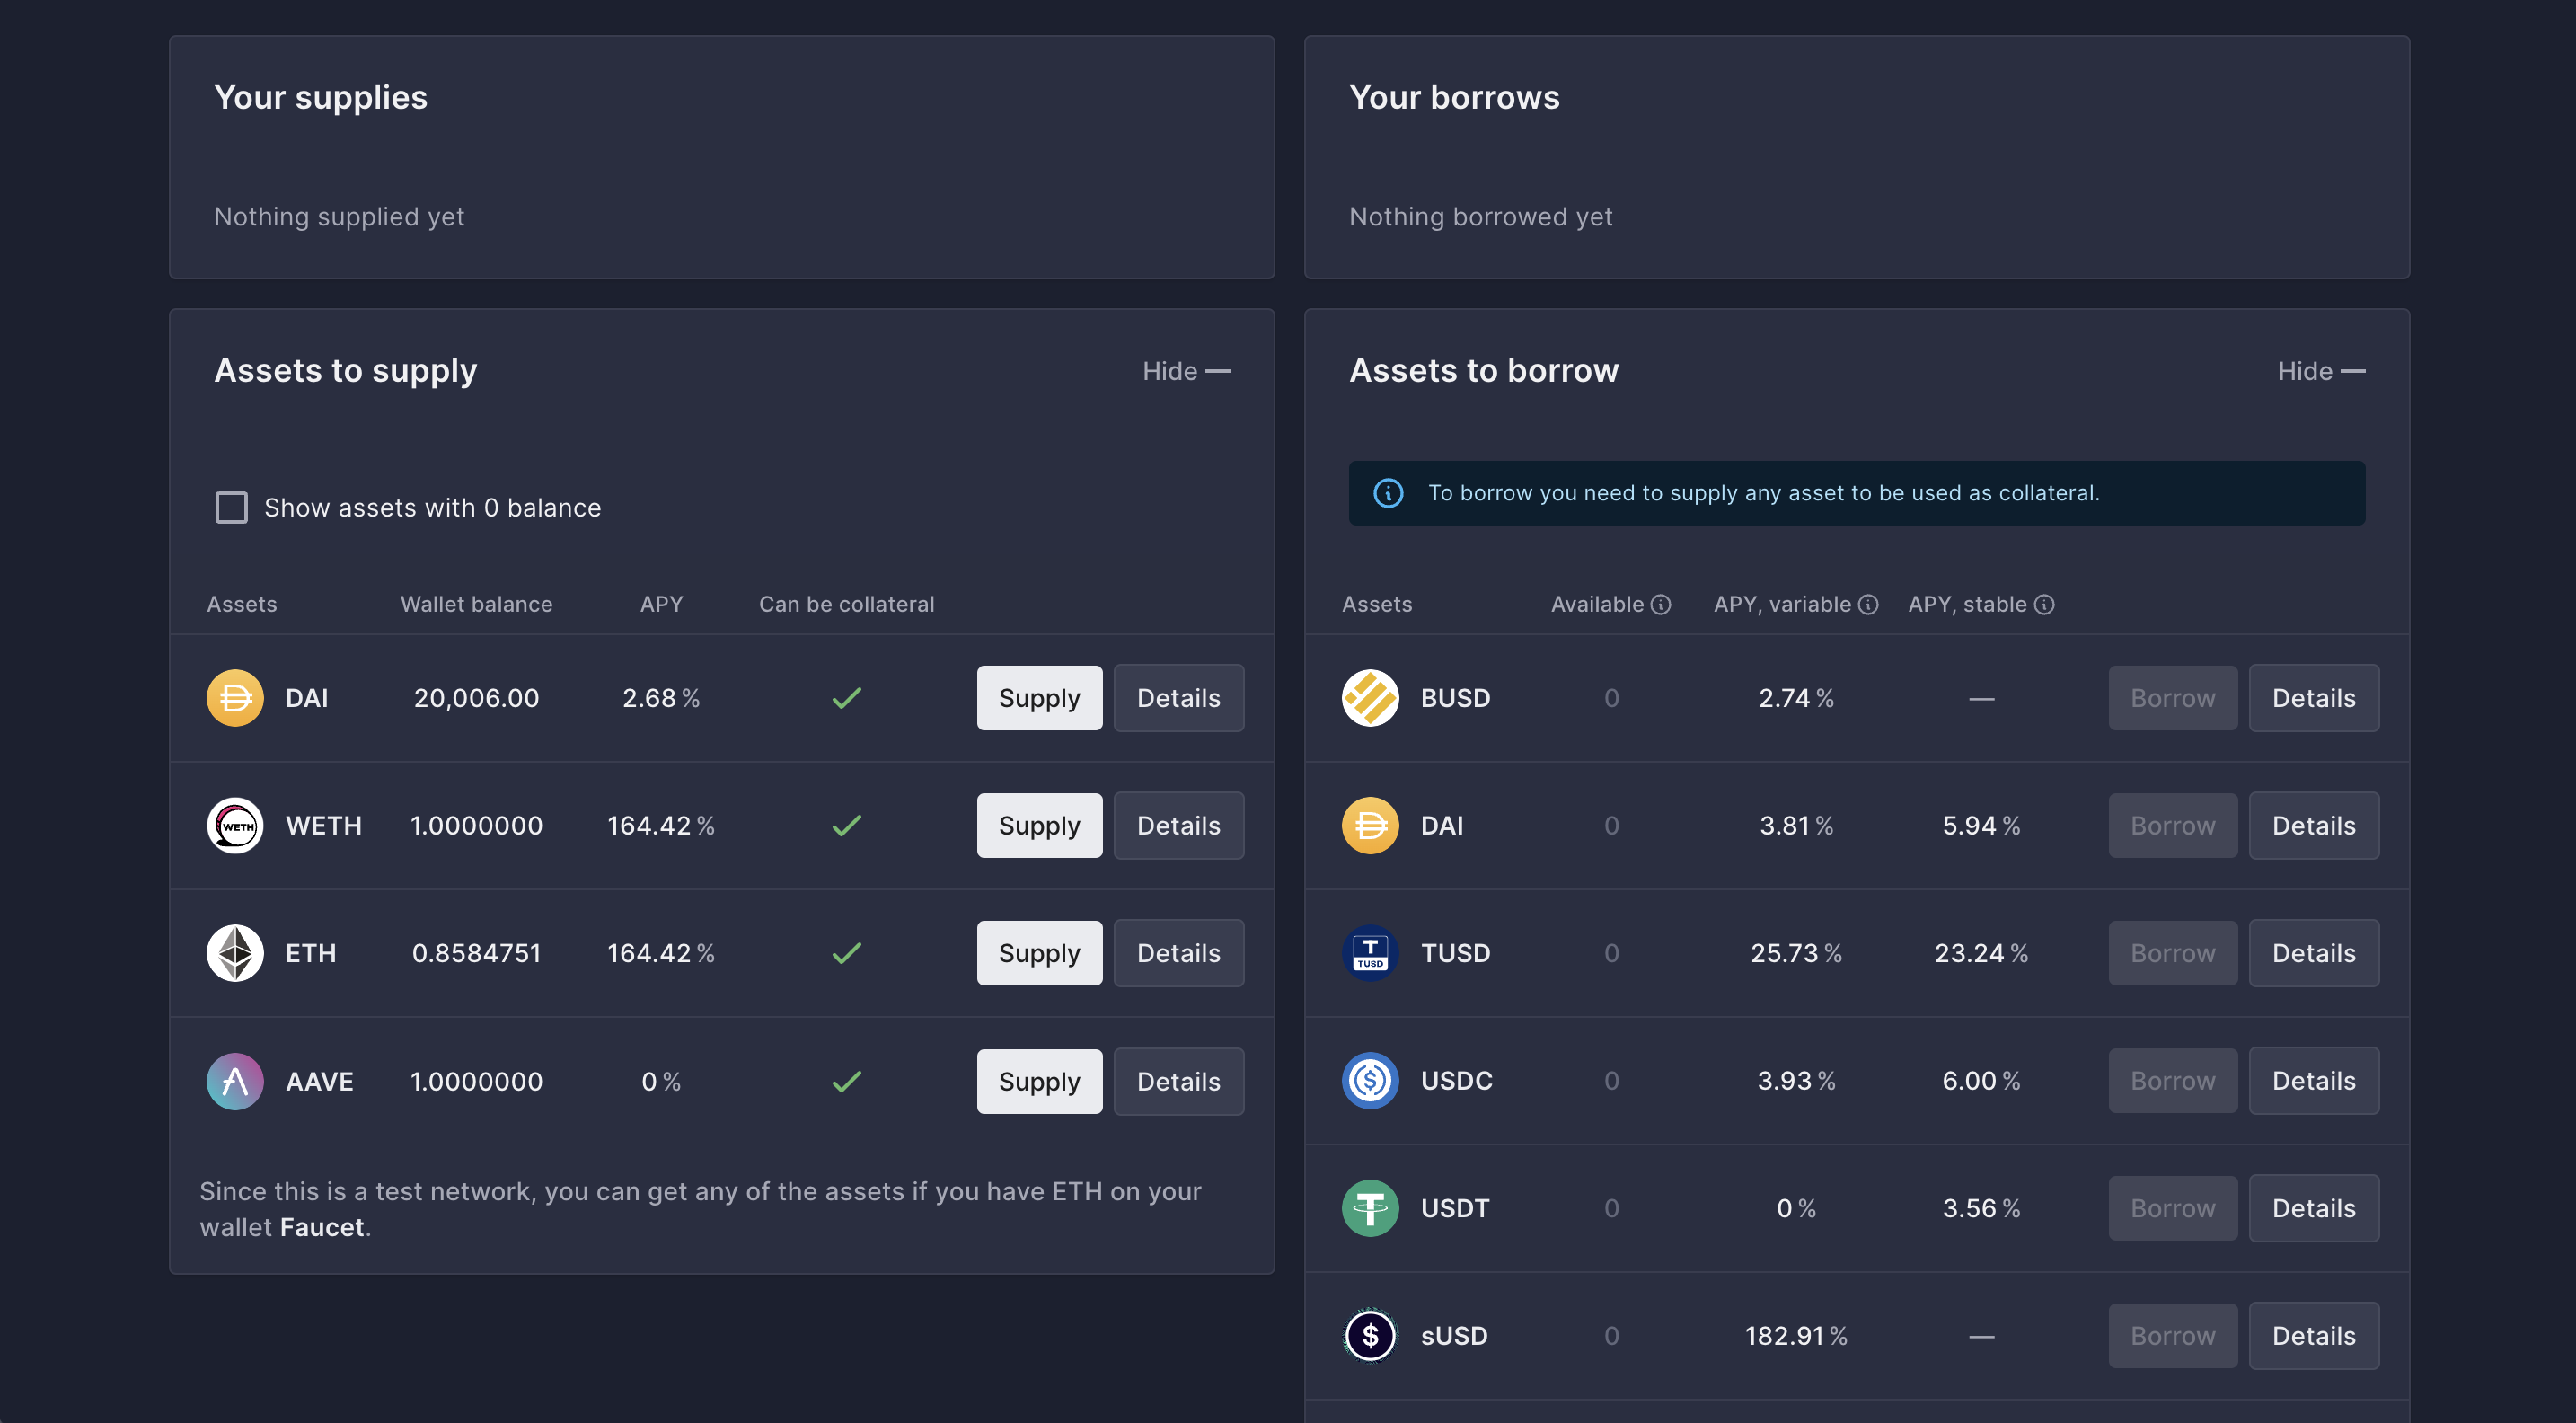 Your supplies
Nothing supplied yet
Your borrows
Nothing borrowed yet
Assets to supply
Hide —
Show assets with 0 balance
Assets Wallet balance APY Can be collateral
DAI 20,006.00 2.68 % Supply Details
WETH WETH 1.0000000 164.42 % Supply Details
ETH 0.8584751 164.42 % Supply Details
AAVE 1.0000000 0 % Supply Details
Since this is a test network, you can get any of the assets if you have ETH on your
wallet Faucet.
Assets to borrow
Hide —
To borrow you need to supply any asset to be used as collateral.
Assets Available APY, variable APY, stable
BUSD 0 2.74 % — Borrow Details
DAI 0 3.81 % 5.94 % Borrow Details
T TUSD TUSD 0 25.73 % 23.24 % Borrow Details
$ USDC 0 3.93 % 6.00 % Borrow Details
USDT 0 0 % 3.56 % Borrow Details
$ sUSD 0 182.91 % — Borrow Details